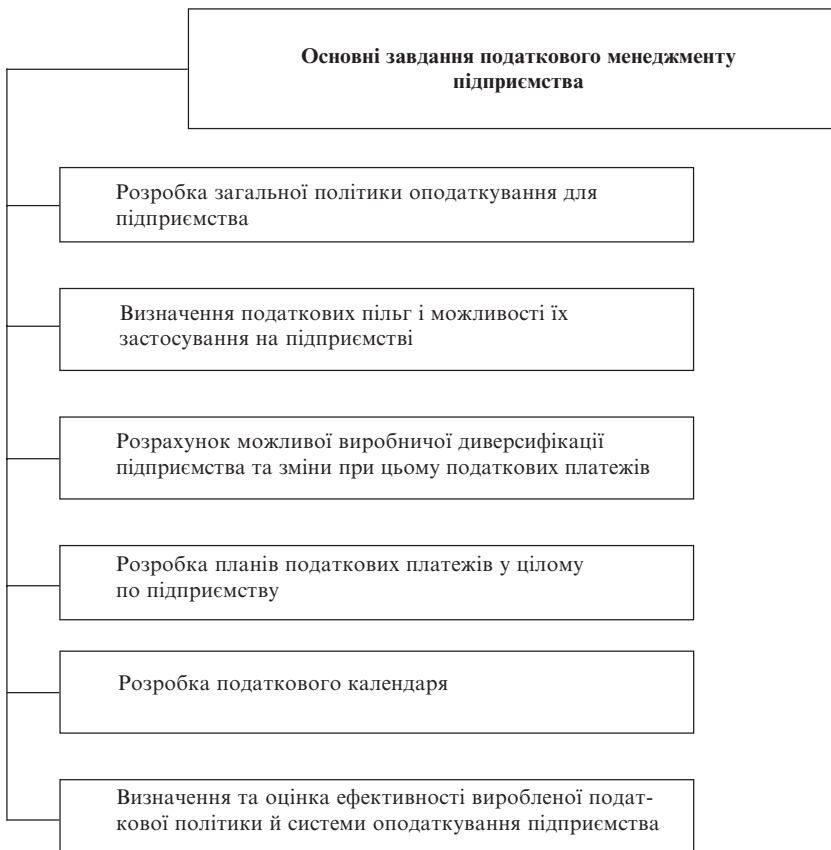 Основні завдання податкового менеджменту
підприємства
Розробка загальної політики оподаткування для
підприємства
Визначення податкових пільг і можливості їх
застосування на підприємстві
Розрахунок можливої виробничої диверсифікації
підприємства та зміни при цьому податкових платежів
Розробка планів податкових платежів у цілому
по підприємству
Розробка податкового календаря
Визначення та оцінка ефективності виробленої подат-
кової політики й системи оподаткування підприємства